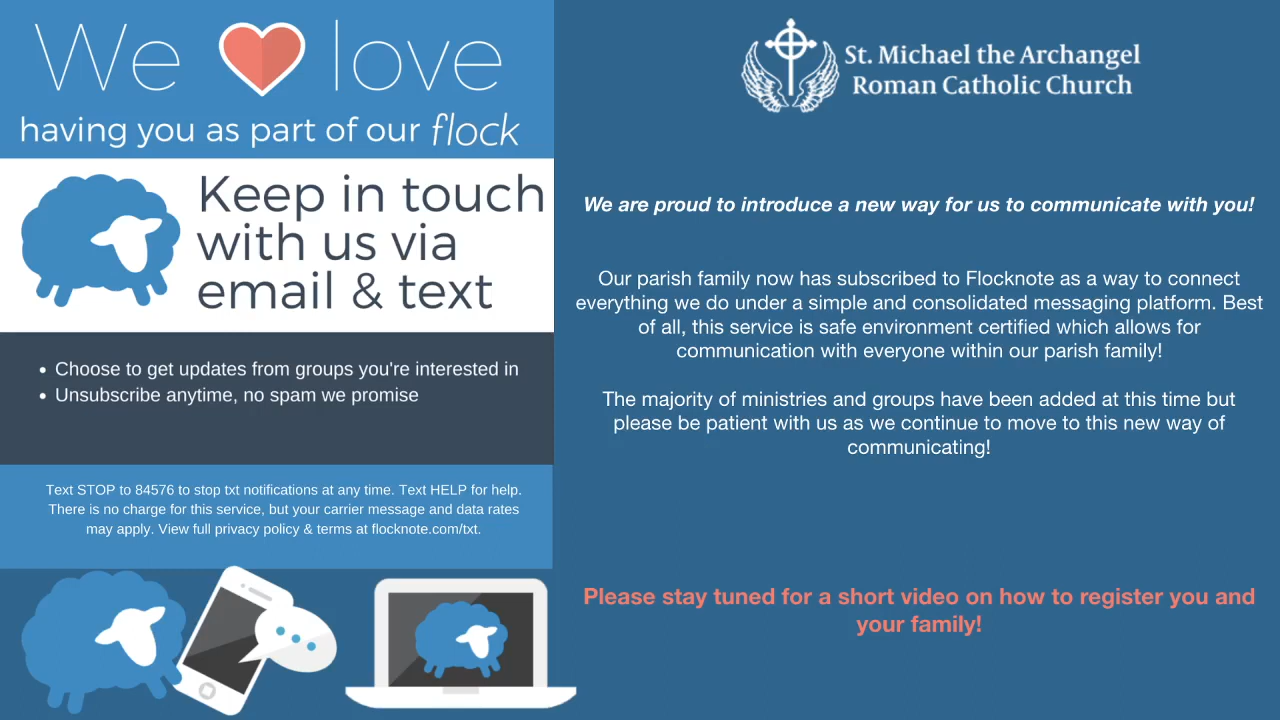 We love
having you as part of our flock
Keep in touch
with us via
email & text
• Choose to get updates from groups you're interested in
• Unsubscribe anytime, no spam we promise
Text STOP to 84576 to stop txt notifications at any time. Text HELP for help.
There is no charge for this service, but your carrier message and data rates
may apply. View full privacy policy & terms at flocknote.com/txt.
St. Michael the Archangel
Roman Catholic Church
We are proud to introduce a new way for us to communicate with you!
Our parish family now has subscribed to Flocknote as a way to connect
everything we do under a simple and consolidated messaging platform. Best
of all, this service is safe environment certified which allows for
communication with everyone within our parish family!
The majority of ministries and groups have been added at this time but
please be patient with us as we continue to move to this new way of
communicating!
Please stay tuned for a short video on how to register you and
your family!